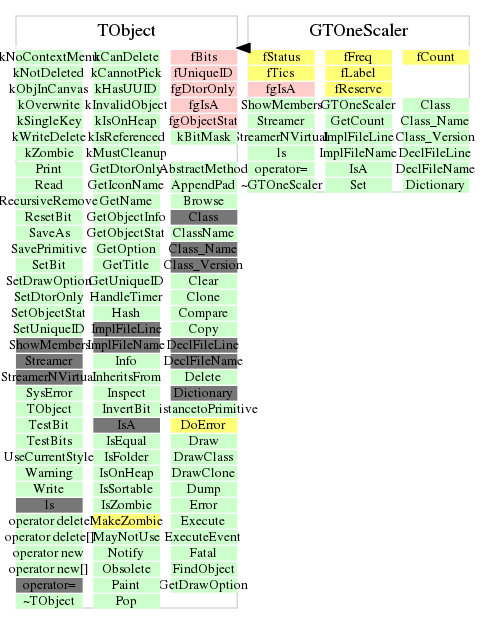 TObject GTOneScaler
kNoContextMenu kCanDelete fBits fStatus fFreq fCount
kNotDeleted kCannotPick fUniqueID fTics fLabel
kObjInCanvas kHasUUID fgDtorOnly fgIsA fReserve
kOverwrite kInvalidObject fgIsA ShowMembers GTOneScaler Class
kSingleKey kIsOnHeap fgObjectStat Streamer GetCount Class_Name
kWriteDelete kIsReferenced kBitMask StreamerNVirtual ImplFileLine Class_Version
kZombie kMustCleanup ls ImplFileName DeclFileLine
Print GetDtorOnly AbstractMethod operator= IsA DeclFileName
Read GetIconName AppendPad ~GTOneScaler Set Dictionary
RecursiveRemove GetName Browse
ResetBit GetObjectInfo Class
SaveAs GetObjectStat ClassName
SavePrimitive GetOption Class_Name
SetBit GetTitle Class_Version
SetDrawOption GetUniqueID Clear
SetDtorOnly HandleTimer Clone
SetObjectStat Hash Compare
SetUniqueID ImplFileLine Copy
ShowMembers ImplFileName DeclFileLine
Streamer Info DeclFileName
StreamerNVirtual InheritsFrom Delete
SysError Inspect Dictionary
TObject InvertBit istancetoPrimitive
TestBit IsA DoError
TestBits IsEqual Draw
UseCurrentStyle IsFolder DrawClass
Warning IsOnHeap DrawClone
Write IsSortable Dump
ls IsZombie Error
operator delete MakeZombie Execute
operator delete[] MayNotUse ExecuteEvent
operator new Notify Fatal
operator new[] Obsolete FindObject
operator= Paint GetDrawOption
~TObject Pop